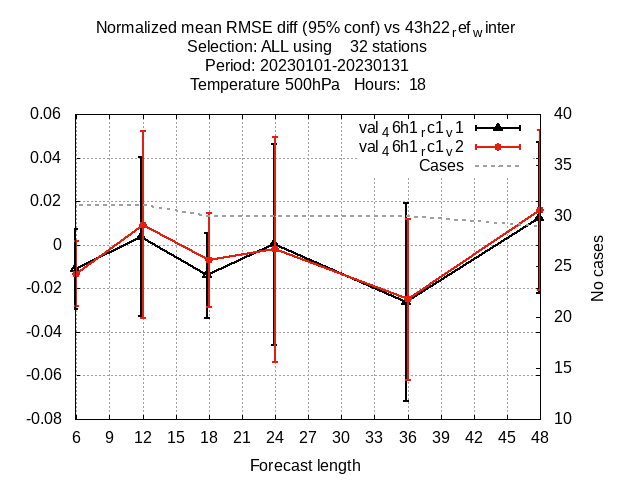 Normalized mean RMSE diff (95% conf) vs 43h22refwinter
Selection: ALL using 32 stations
Period: 20230101-20230131
Temperature 500hPa Hours: 18
0.06
0.04
0.02
0
-0.02
-0.04
-0.06
-0.08
val46h1rc1v1
val46h1rc1v2
Cases
40
35
30
25
20
15
10
No cases
6 9 12 15 18 21 24 27 30 33 36 39 42 45 48
Forecast length